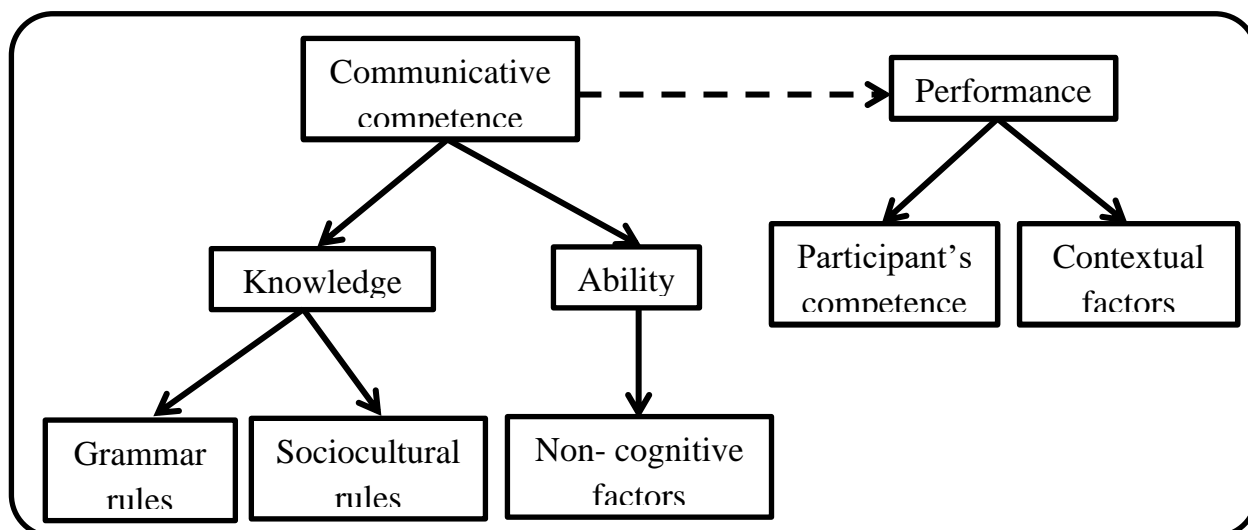 Communicative
competence
Performance
Knowledge
Ability
Participant’s
competence
Contextual
factors
Grammar
rules
Sociocultural
rules
Non- cognitive
factors